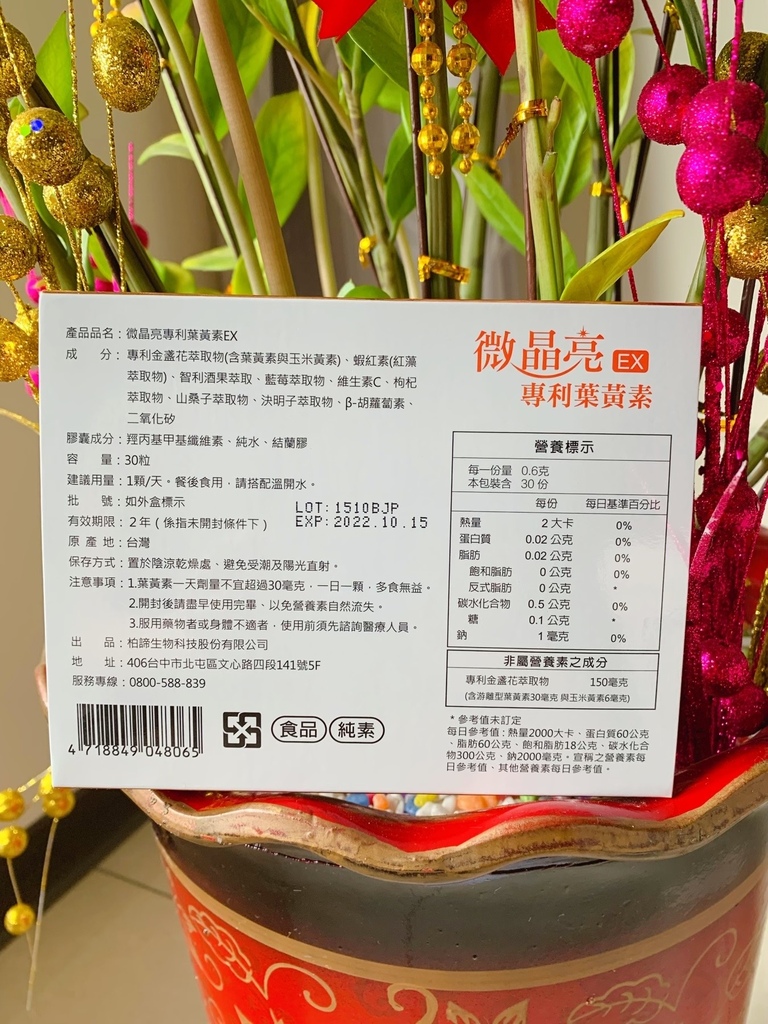 產品品名：微晶亮專利葉黃素EX
成　　分：專利金盞花萃取物(含葉黃素與玉米黃素)、蝦紅素(紅藻
萃取物)、智利酒果萃取、藍莓萃取物、維生素C、枸杞
萃取物、山桑子萃取物、決明子萃取物、β-胡蘿蔔素、
二氧化矽
膠囊成分：羥丙基甲基纖維素、純水、結蘭膠
容　　量：30粒
建議用量：1顆/天。餐後食用，請搭配溫開水。
批　　號：如外盒標示
有效期限：2年（係指未開封條件下）
LOT:1510BJP
EXP:2022.10.15
原 產 地：台灣
保存方式：置於陰涼乾燥處、避免受潮及陽光直射。
注意事項：1.葉黃素一天劑量不宜超過30毫克，一日一顆，多食無益。
2.開封後請盡早使用完畢、以免營養素自然流失。
3.服用藥物者或身體不適者，使用前須先諮詢醫療人員。
出　　品：柏諦生物科技股份有限公司
地　　址：406台中市北屯區文心路四段141號5F
服務專線：0800-588-839
4 718849 048065
食品 純素
微晶亮 EX
專利葉黃素
營養標示
每一份量 0.6克
本包裝含 30份
每份 每日基準百分比
熱量 2大卡 0%
蛋白質 0.02公克 0%
脂肪 0.02公克 0%
飽和脂肪 0公克 0%
反式脂肪 0公克 *
碳水化合物 0.5公克 0%
糖 0.1公克 *
鈉 1毫克 0%
非屬營養素之成分
專利金盞花萃取物 150毫克
(含游離型葉黃素30毫克 與玉米黃素6毫克)
*參考值未訂定
每日參考值：熱量2000大卡、蛋白質60公克
、脂肪60公克、飽和脂肪18公克、碳水化合
物300公克、鈉2000毫克。宣稱之營養素每
日參考值、其他營養素每日參考值。